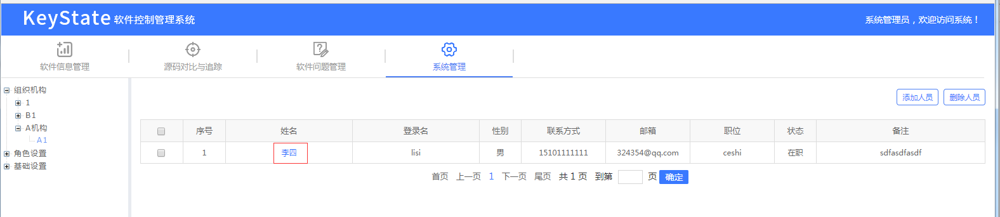 KeyState 软件控制管理系统
系统管理员，欢迎访问系统！
软件信息管理
源码对比与追踪
软件问题管理
系统管理
组织机构
1
B1
A机构
A1
角色设置
基础设置
添加人员 删除人员
序号 姓名 登录名 性别 联系方式 邮箱 职位 状态 备注
1 李四 lisi 男 15101111111 324354@qq.com ceshi 在职 sdfasdfasdf
首页 上一页 1 下一页 尾页 共 1 页 到第 页 确定